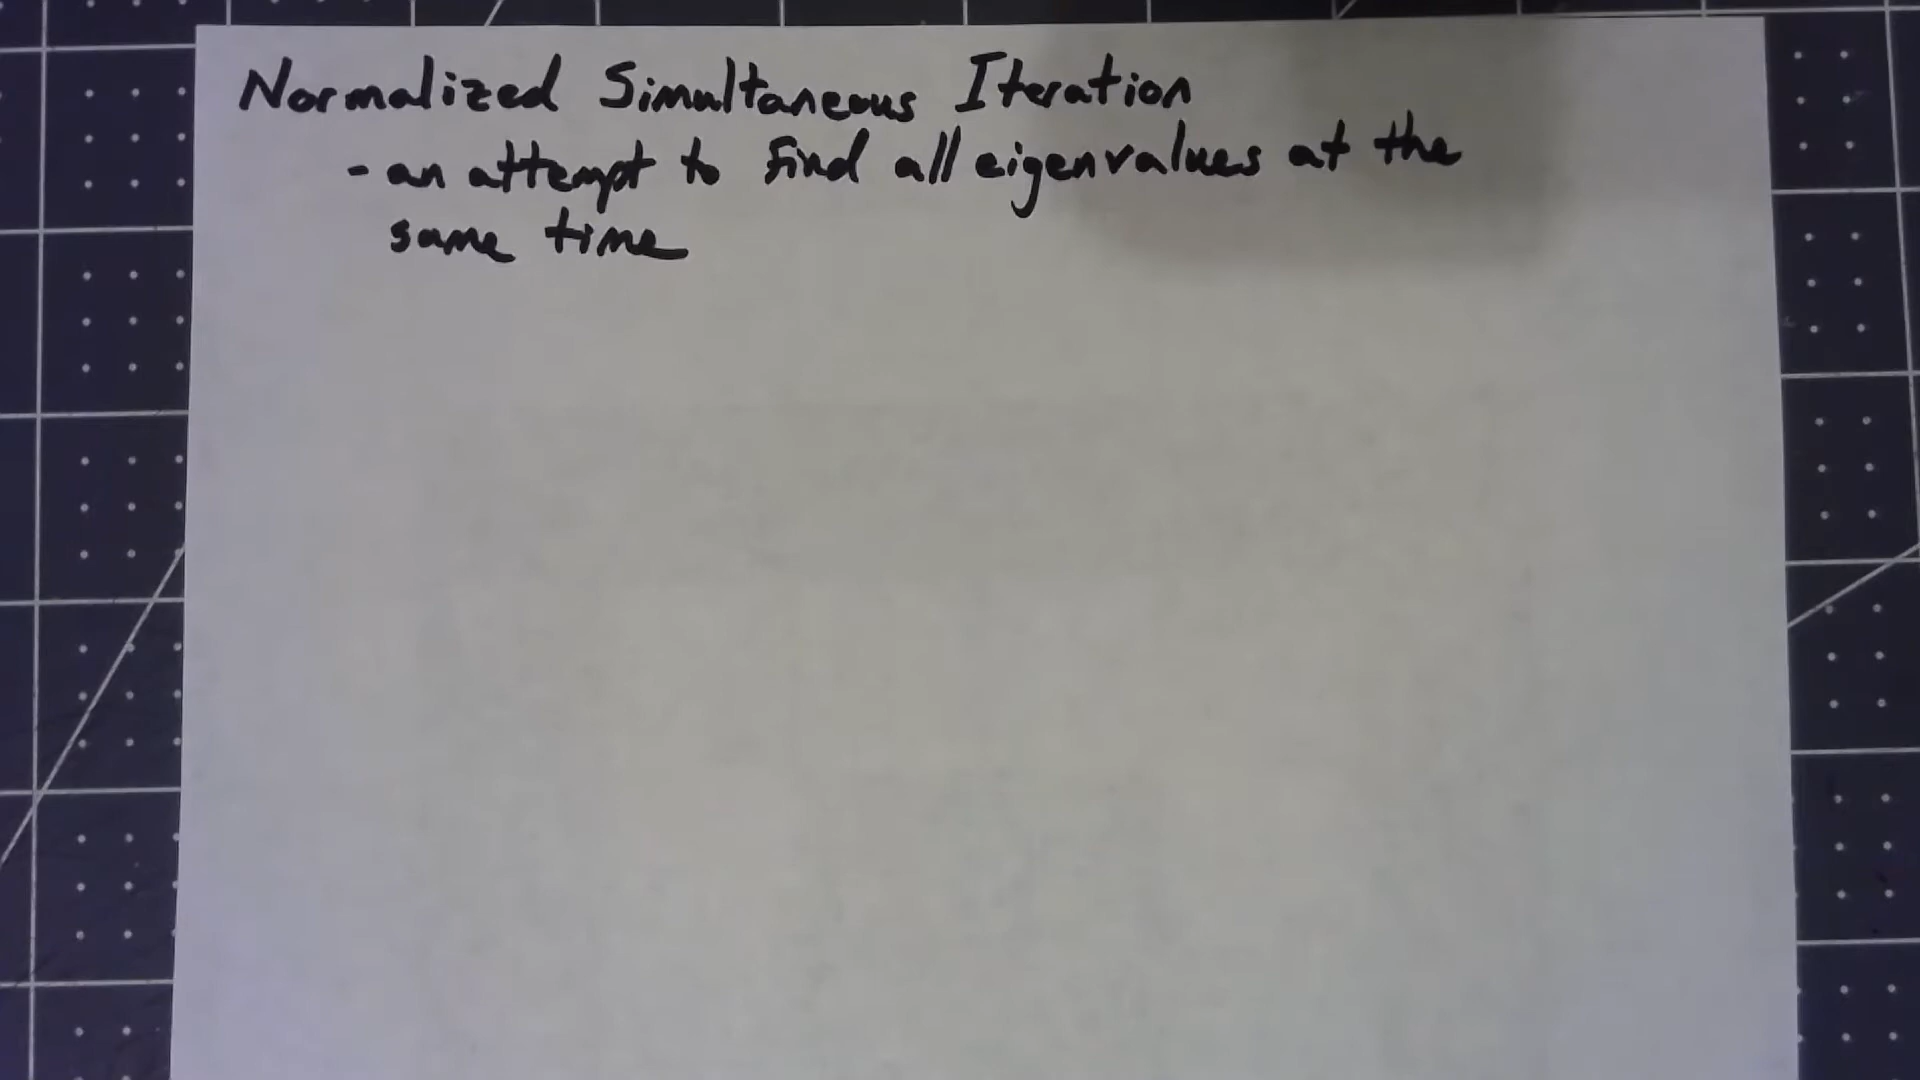 Normalized Simultaneous Iteration
- an attempt to find all eigenvalues at the
same time